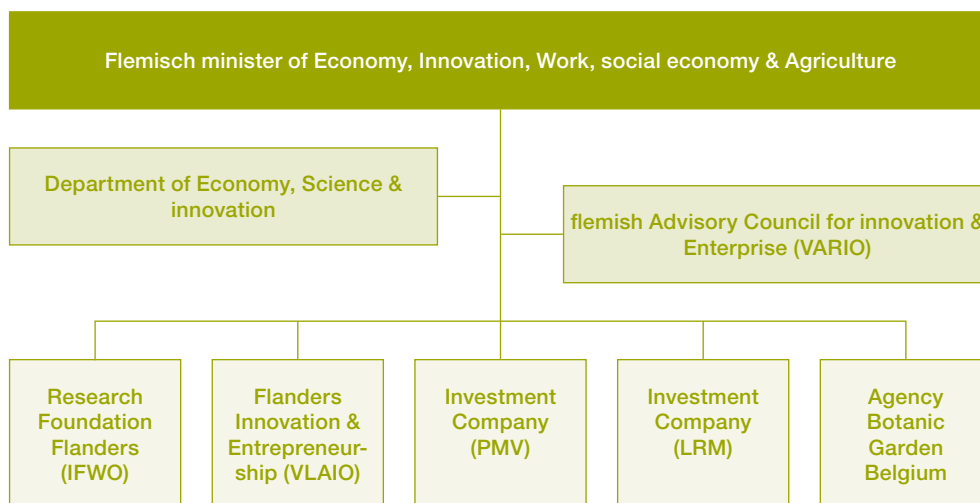 Flemisch minister of Economy, Innovation, Work, social economy & Agriculture
Department of Economy, Science &
innovation
flemish Advisory Council for innovation &
Enterprise (VARIO)
Research
Foundation
Flanders
(IFWO)
Flanders
Innovation &
Entrepreneur-
ship (VLAIO)
Investment
Company
(PMV)
Investment
Company
(LRM)
Agency
Botanic
Garden
Belgium